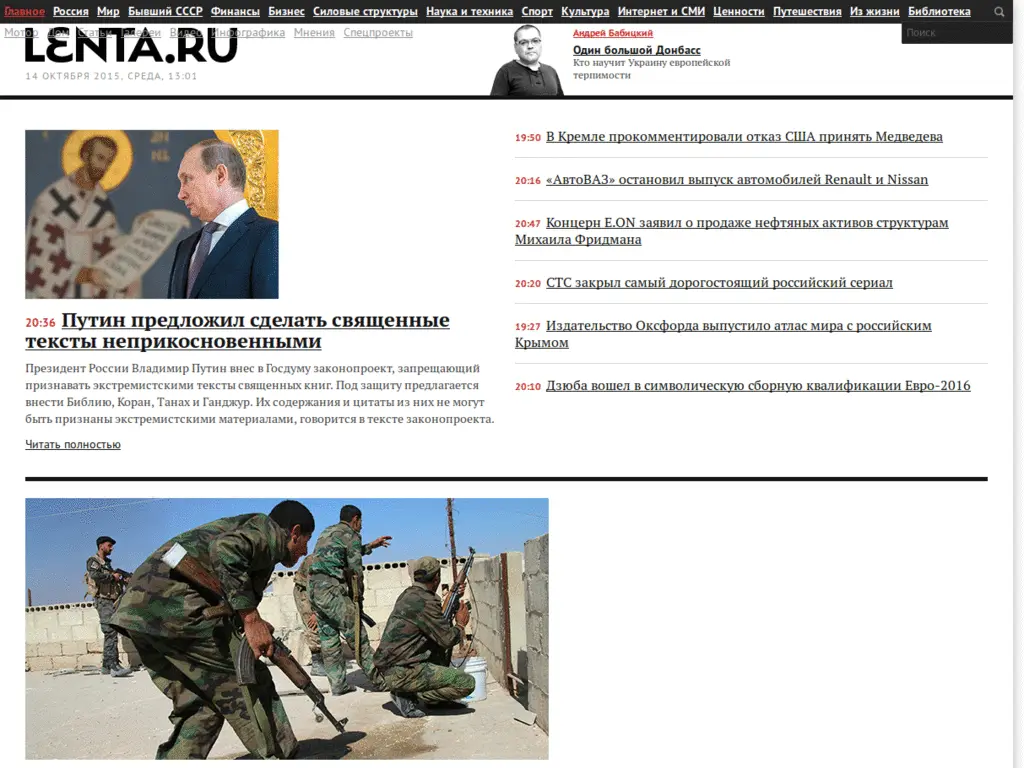 Главное Россия Мир Бывший СССР Финансы Бизнес Силовые структуры Наука и техника Спорт Культура Интернет и СМИ Ценности Путешествия Из жизни Библиотека
Мотор Дом Статьи Галереи Видео Инфографика Мнения Спецпроекты
Поиск
LENTA.RU
14 ОКТЯБРЯ 2015, СРЕДА, 13:01
Андрей Бабицкий
Один большой Донбасс
Кто научит Украину европейской
терпимости
20:36 Путин предложил сделать священные
тексты неприкосновенными
Президент России Владимир Путин внес в Госдуму законопроект, запрещающий
признавать экстремистскими тексты священных книг. Под защиту предлагается
внести Библию, Коран, Танах и Ганджур. Их содержания и цитаты из них не могут
быть признаны экстремистскими материалами, говорится в тексте законопроекта.
Читать полностью
19:50 В Кремле прокомментировали отказ США принять Медведева
20:16 «АвтоВАЗ» остановил выпуск автомобилей Renault и Nissan
20:47 Концерн E.ON заявил о продаже нефтяных активов структурам
Михаила Фридмана
20:20 СТС закрыл самый дорогостоящий российский сериал
19:27 Издательство Оксфорда выпустило атлас мира с российским
Крымом
20:10 Дзюба вошел в символическую сборную квалификации Евро-2016